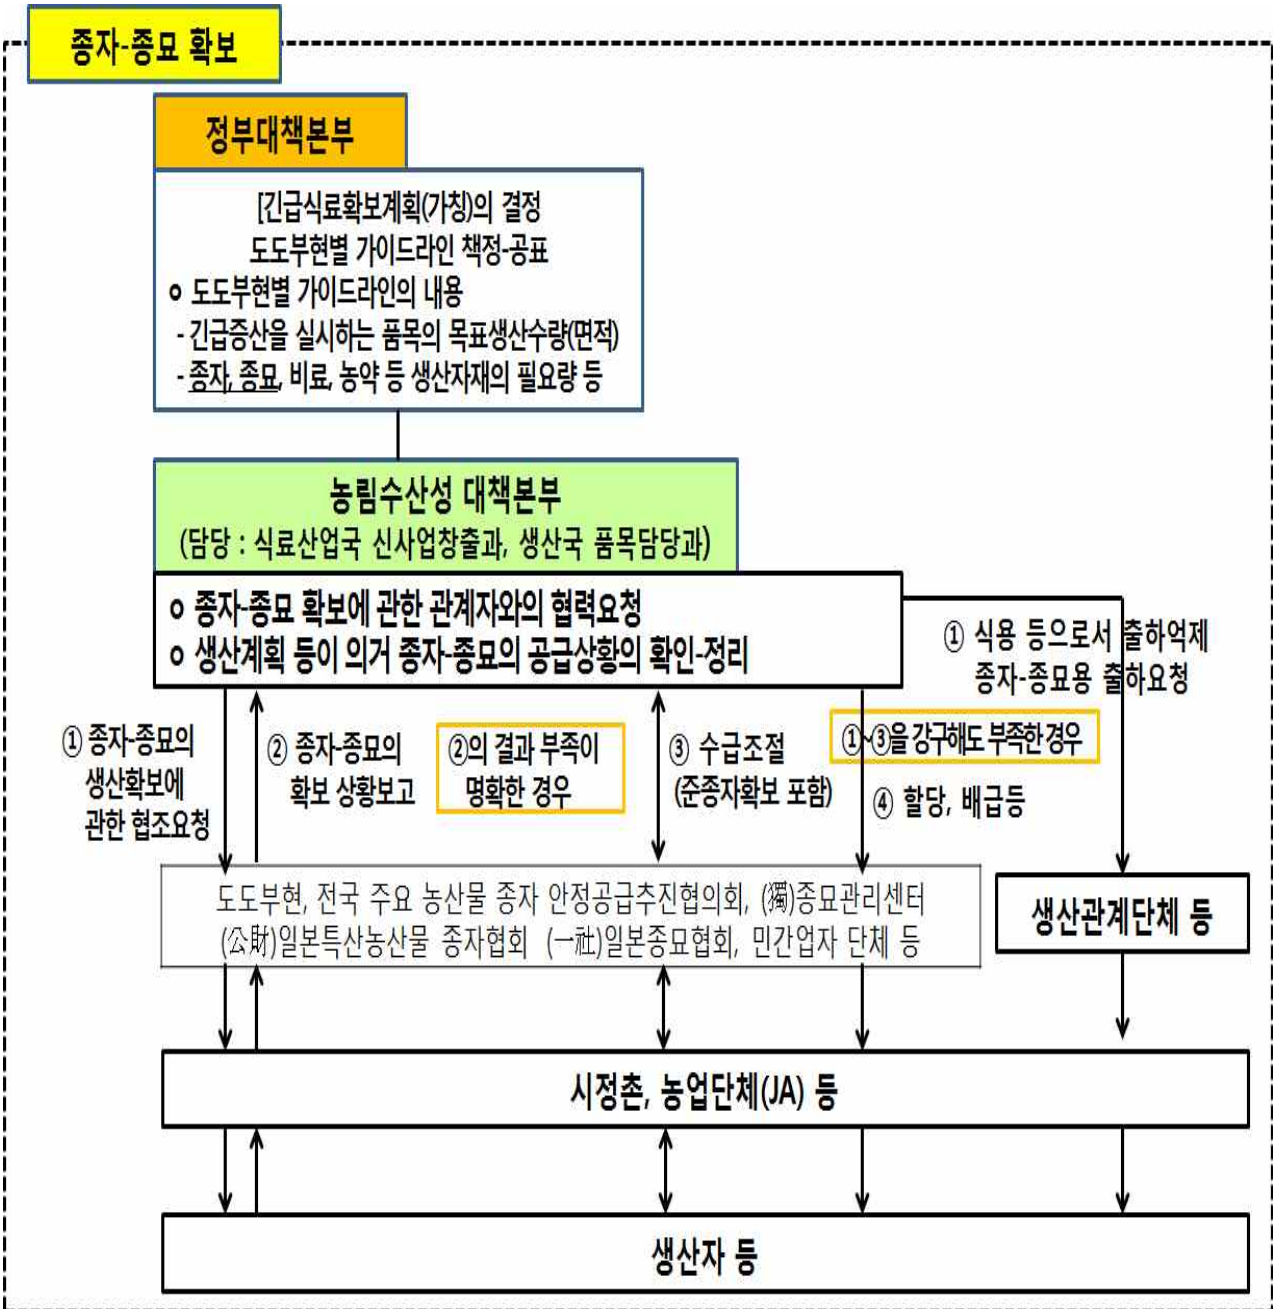 종자-종묘 확보
정부대책본부
[긴급식료확보계획(가칭)의 결정
도도부현별 가이드라인 책정-공표
ㅇ 도도부현별 가이드라인의 내용
- 긴급증산을 실시하는 품목의 목표생산수량(면적)
- 종자, 종묘, 비료, 농약 등 생산자재의 필요량 등
농림수산성 대책본부
(담당 : 식료산업국 신사업창출과, 생산국 품목담당과)
ㅇ 종자-종묘 확보에 관한 관계자와의 협력요청
ㅇ 생산계획 등이 의거 종자-종묘의 공급상황의 확인-정리
① 식용 등으로서 출하억제
종자-종묘용 출하요청
① 종자-종묘의
생산확보에
관한 협조요청
② 종자-종묘의
확보 상황보고
②의 결과 부족이
명확한 경우
③ 수급조절
(준종자확보 포함)
①~③을 강구해도 부족한 경우
④ 할당, 배급등
도도부현, 전국 주요 농산물 종자 안정공급추진협의회, (獨)종묘관리센터
(公財)일본특산농산물 종자협회 (一社)일본종묘협회, 민간업자 단체 등
생산관계단체 등
시정촌, 농업단체(JA) 등
생산자 등